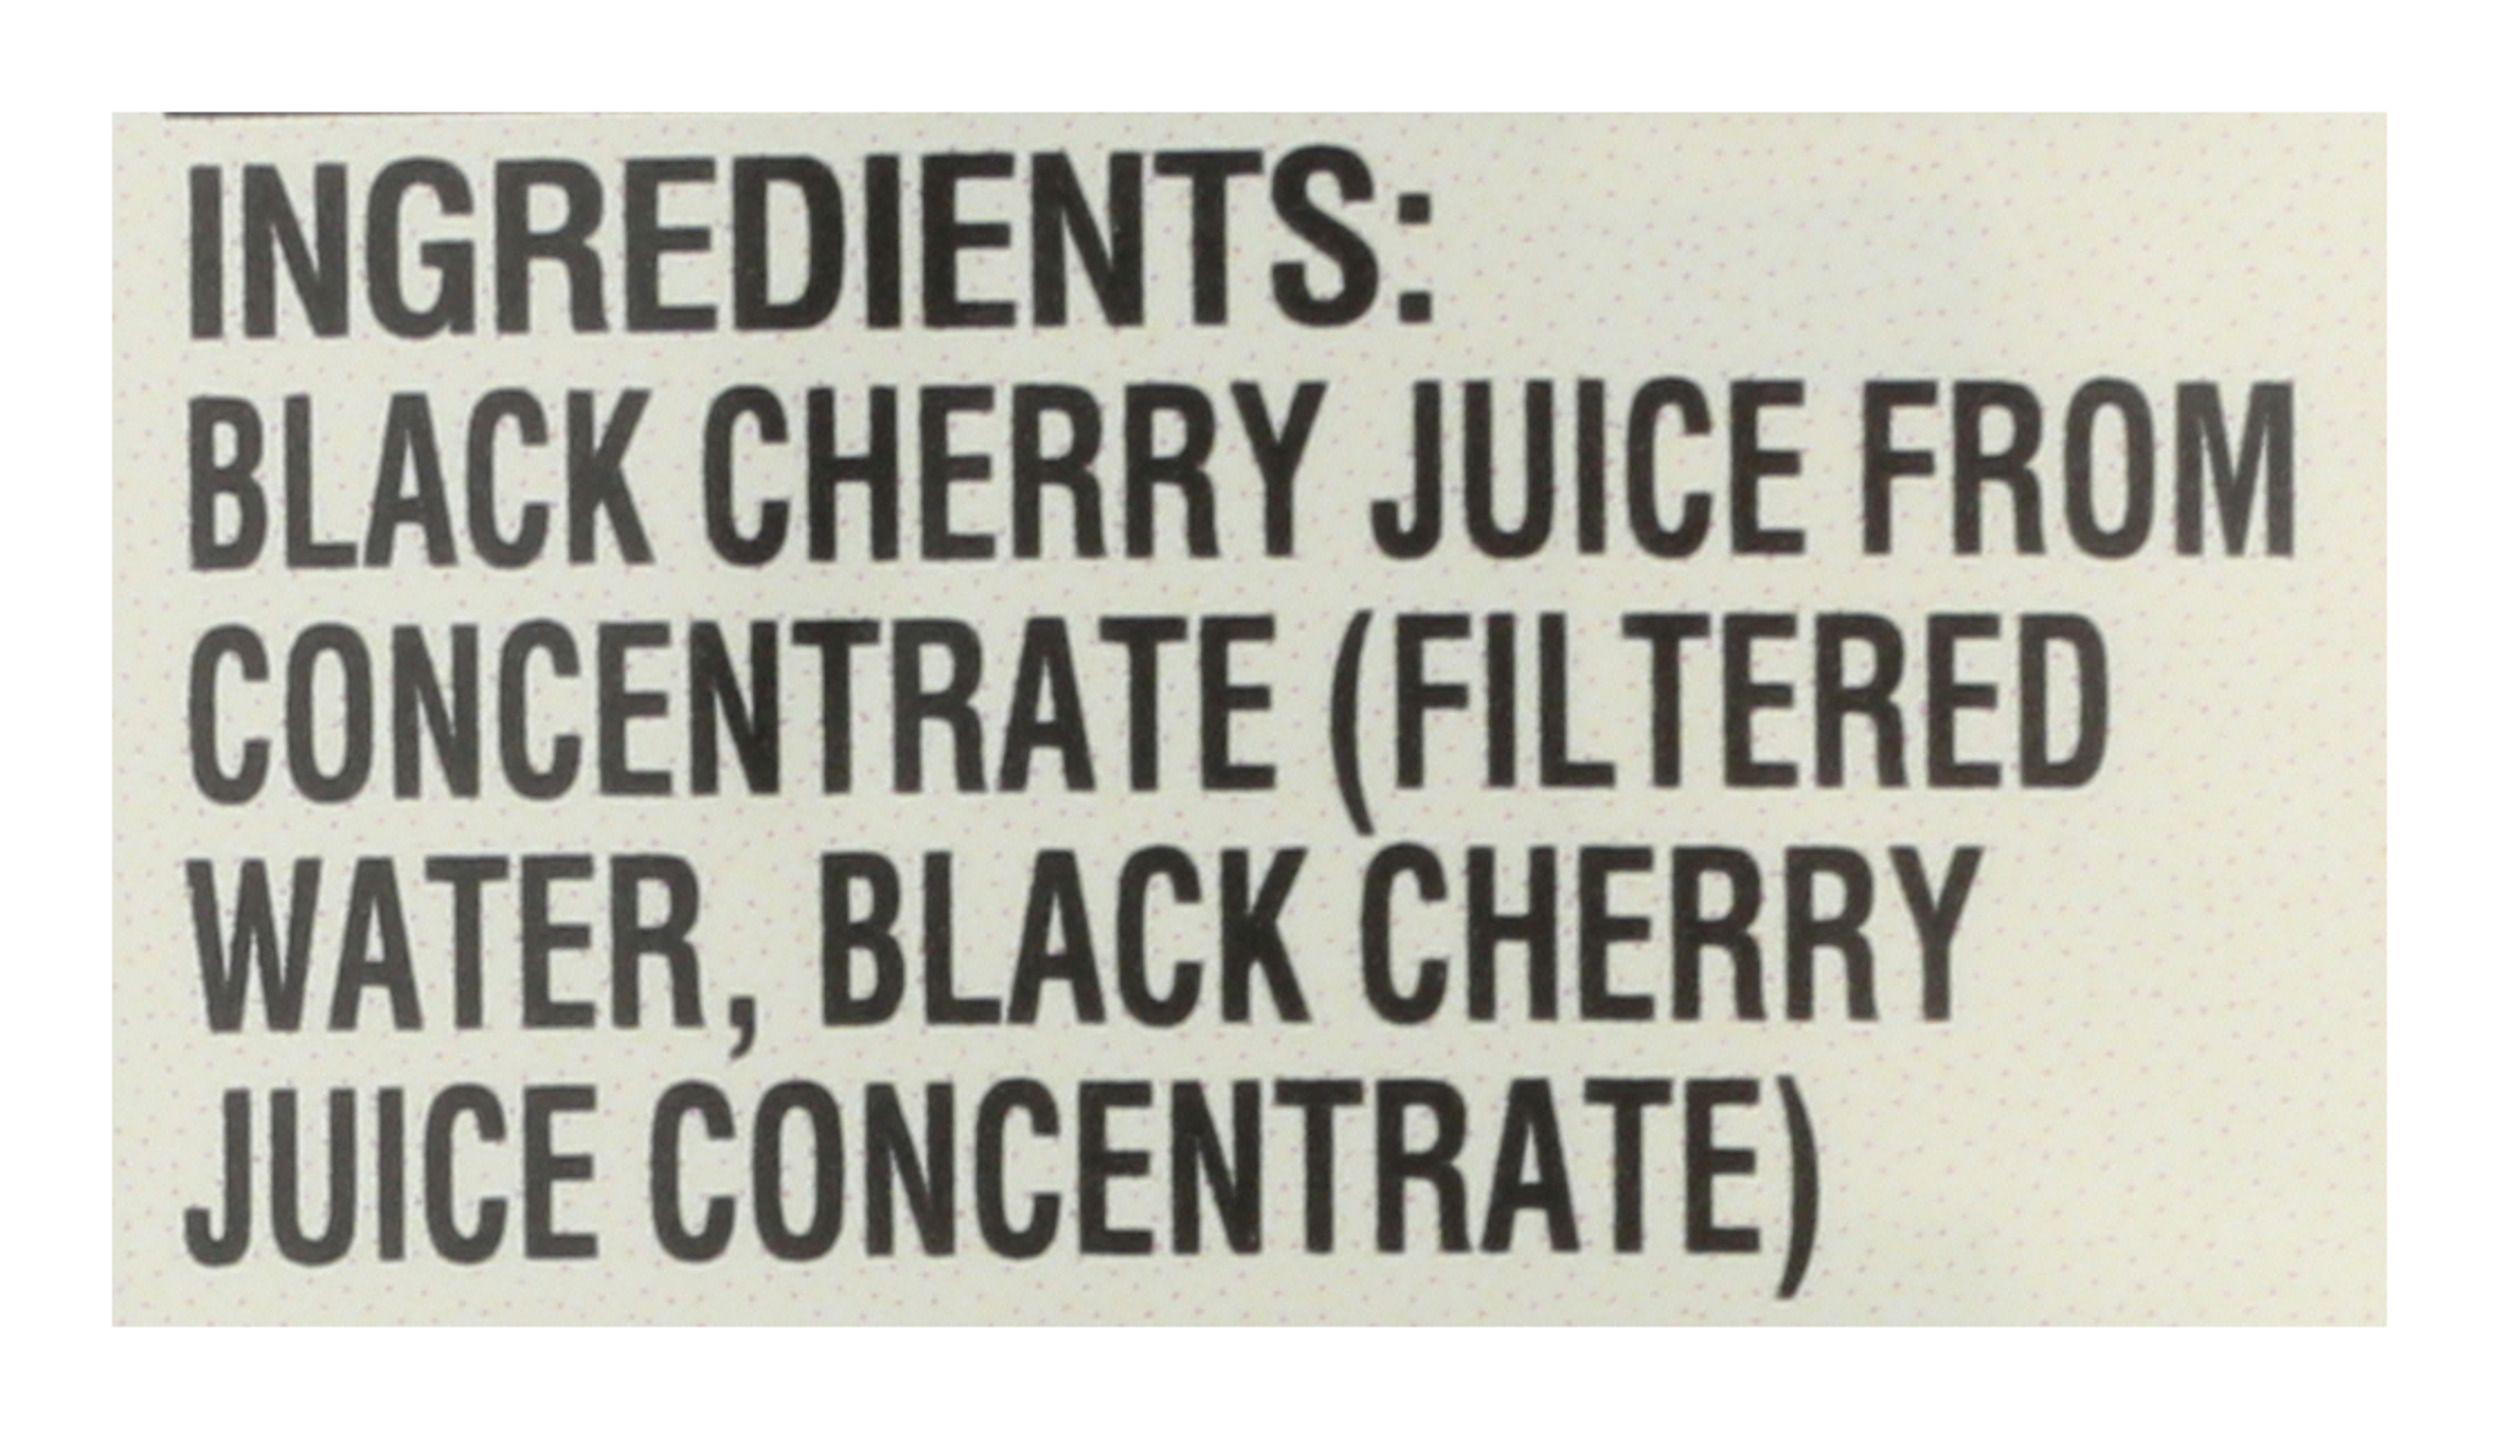 INGREDIENTS:
BLACK CHERRY JUICE FROM
CONCENTRATE (FILTERED
WATER, BLACK CHERRY
JUICE CONCENTRATE)